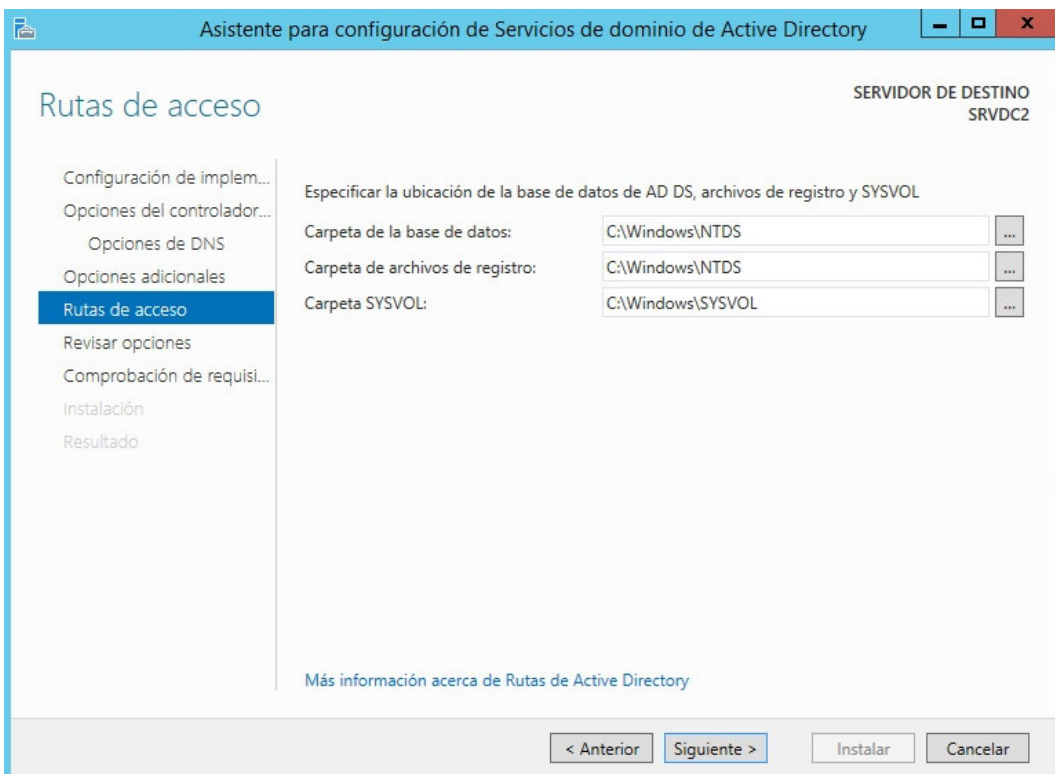 Asistente para configuración de Servicios de dominio de Active Directory
Rutas de acceso
SERVIDOR DE DESTINO
SRVDC2
Configuración de implem...
Opciones del controlador...
Opciones de DNS
Opciones adicionales
Rutas de acceso
Revisar opciones
Comprobación de requisi...
Instalación
Resultado
Especificar la ubicación de la base de datos de AD DS, archivos de registro y SYSVOL
Carpeta de la base de datos: C:\Windows\NTDS ...
Carpeta de archivos de registro: C:\Windows\NTDS ...
Carpeta SYSVOL: C:\Windows\SYSVOL ...
Más información acerca de Rutas de Active Directory
< Anterior Siguiente > Instalar Cancelar